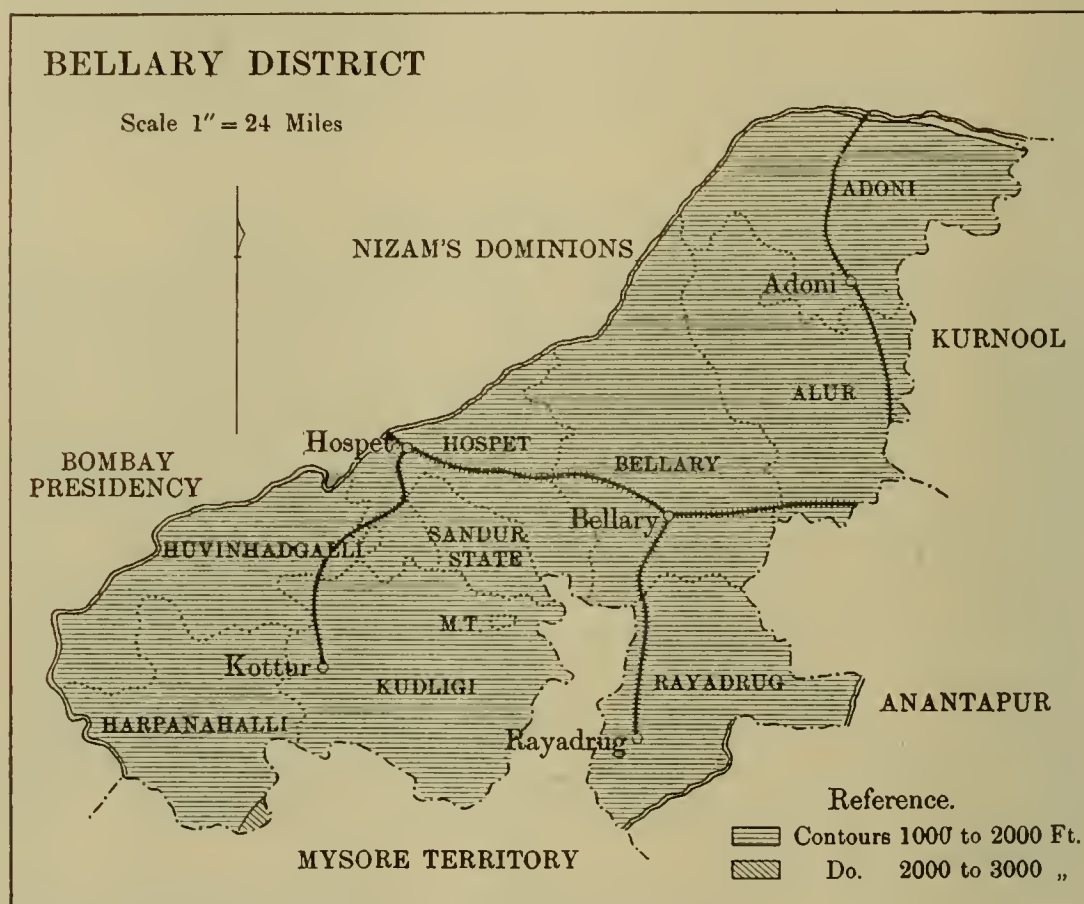 BELLARY DISTRICT
Scale 1″ = 24 Miles
NIZAM'S DOMINIONS
ADONI
Adoni
KURNOOL
ALUR
Hospet
HOSPET
BOMBAY
PRESIDENCY
BELLARY
Bellary
SANDUR
STATE
HUVINHADGALLI
M.T.
Kottur
KUDLIGI
RAYADRUG
ANANTAPUR
HARPANAHALLI
Rayadrug
MYSORE TERRITORY
Reference.
Contours 1000 to 2000 Ft.
Do. 2000 to 3000 „